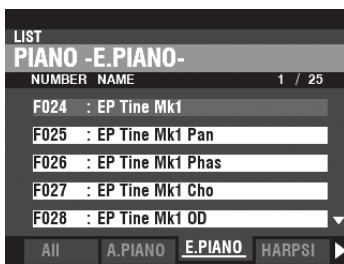 LIST
PIANO -E.PIANO-
NUMBER NAME 1 / 25
F024 : EP Tine Mk1
F025 : EP Tine Mk1 Pan
F026 : EP Tine Mk1 Phas
F027 : EP Tine Mk1 Cho
F028 : EP Tine Mk1 OD
All A.PIANO E.PIANO HARPSI